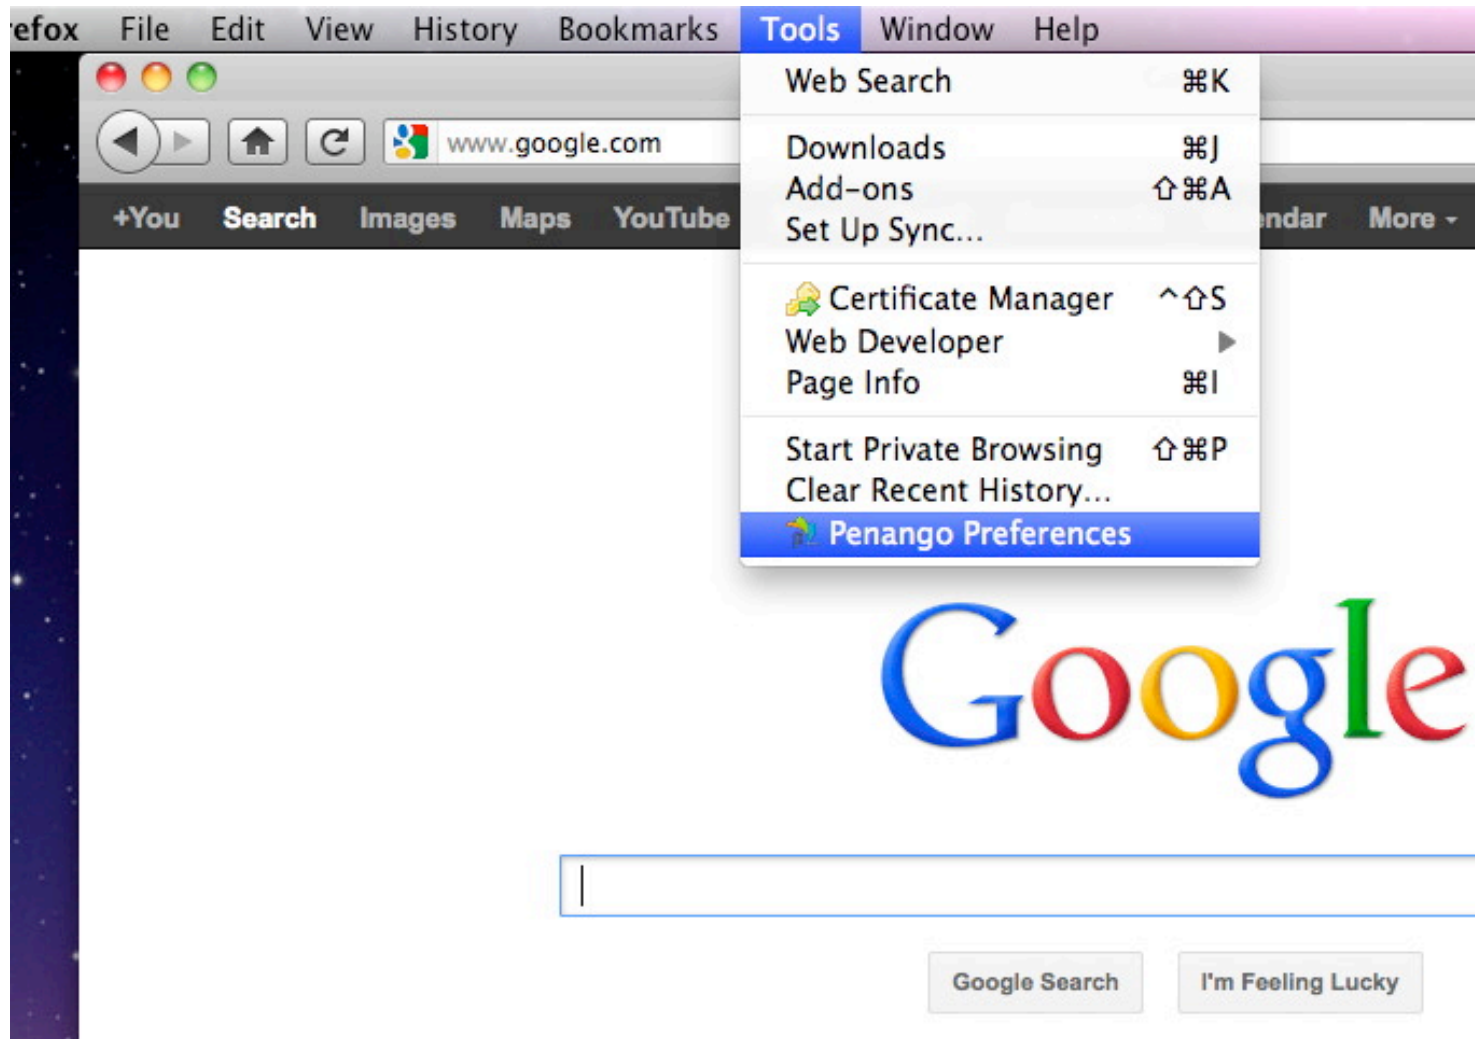 efox File Edit View History Bookmarks Tools Window Help
Web Search ⌘K
www.google.com
Downloads ⌘J
Add-ons ⇧⌘A
+You Search Images Maps YouTube ndar More
Set Up Sync...
Certificate Manager ^⇧S
Web Developer
Page Info ⌘I
Start Private Browsing ⇧⌘P
Clear Recent History...
Penango Preferences
Google
Google Search I'm Feeling Lucky